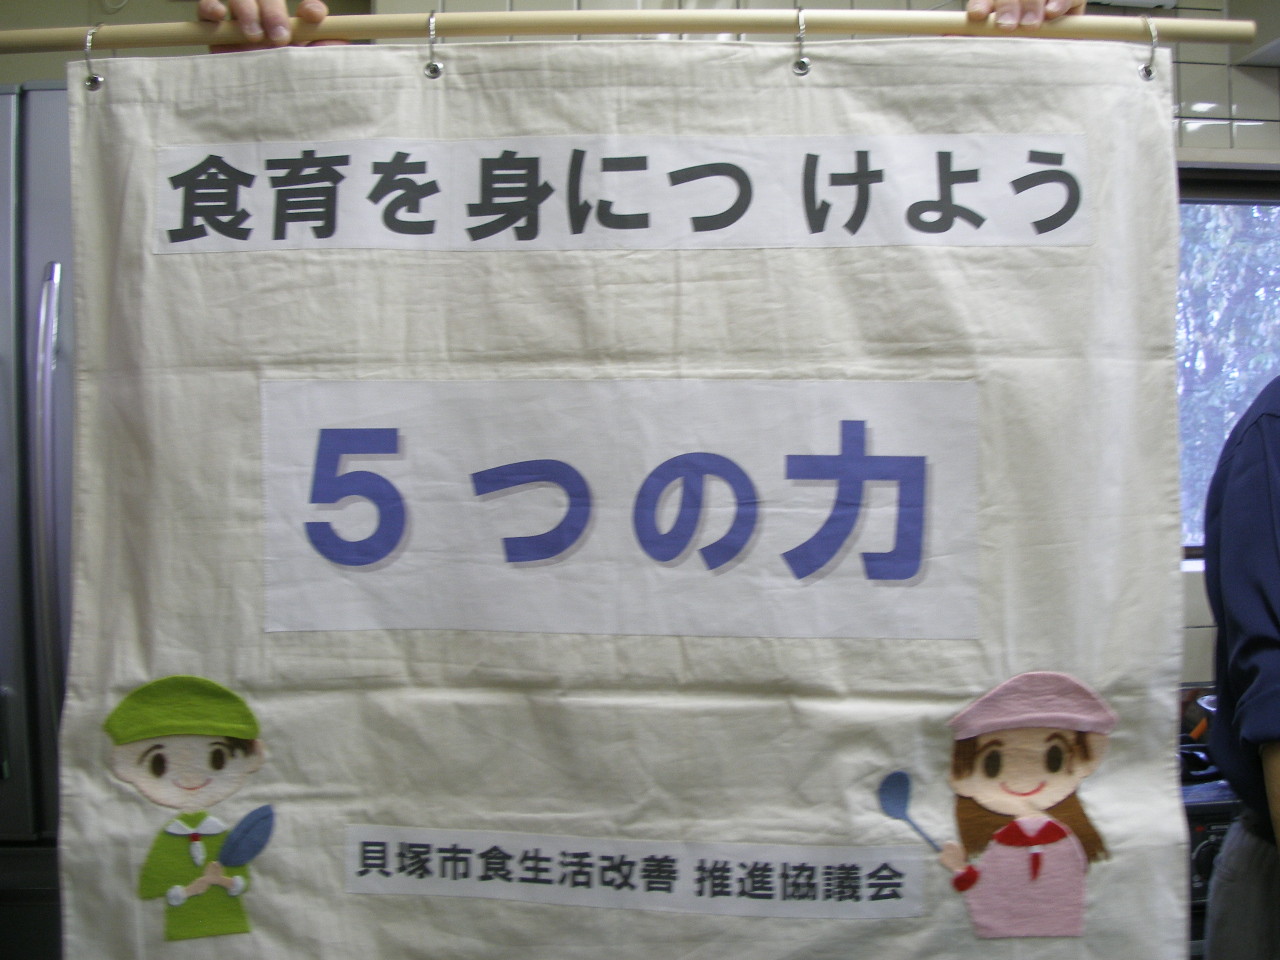 食育を身につけよう
5つの力
貝塚市食生活改善 推進協議会